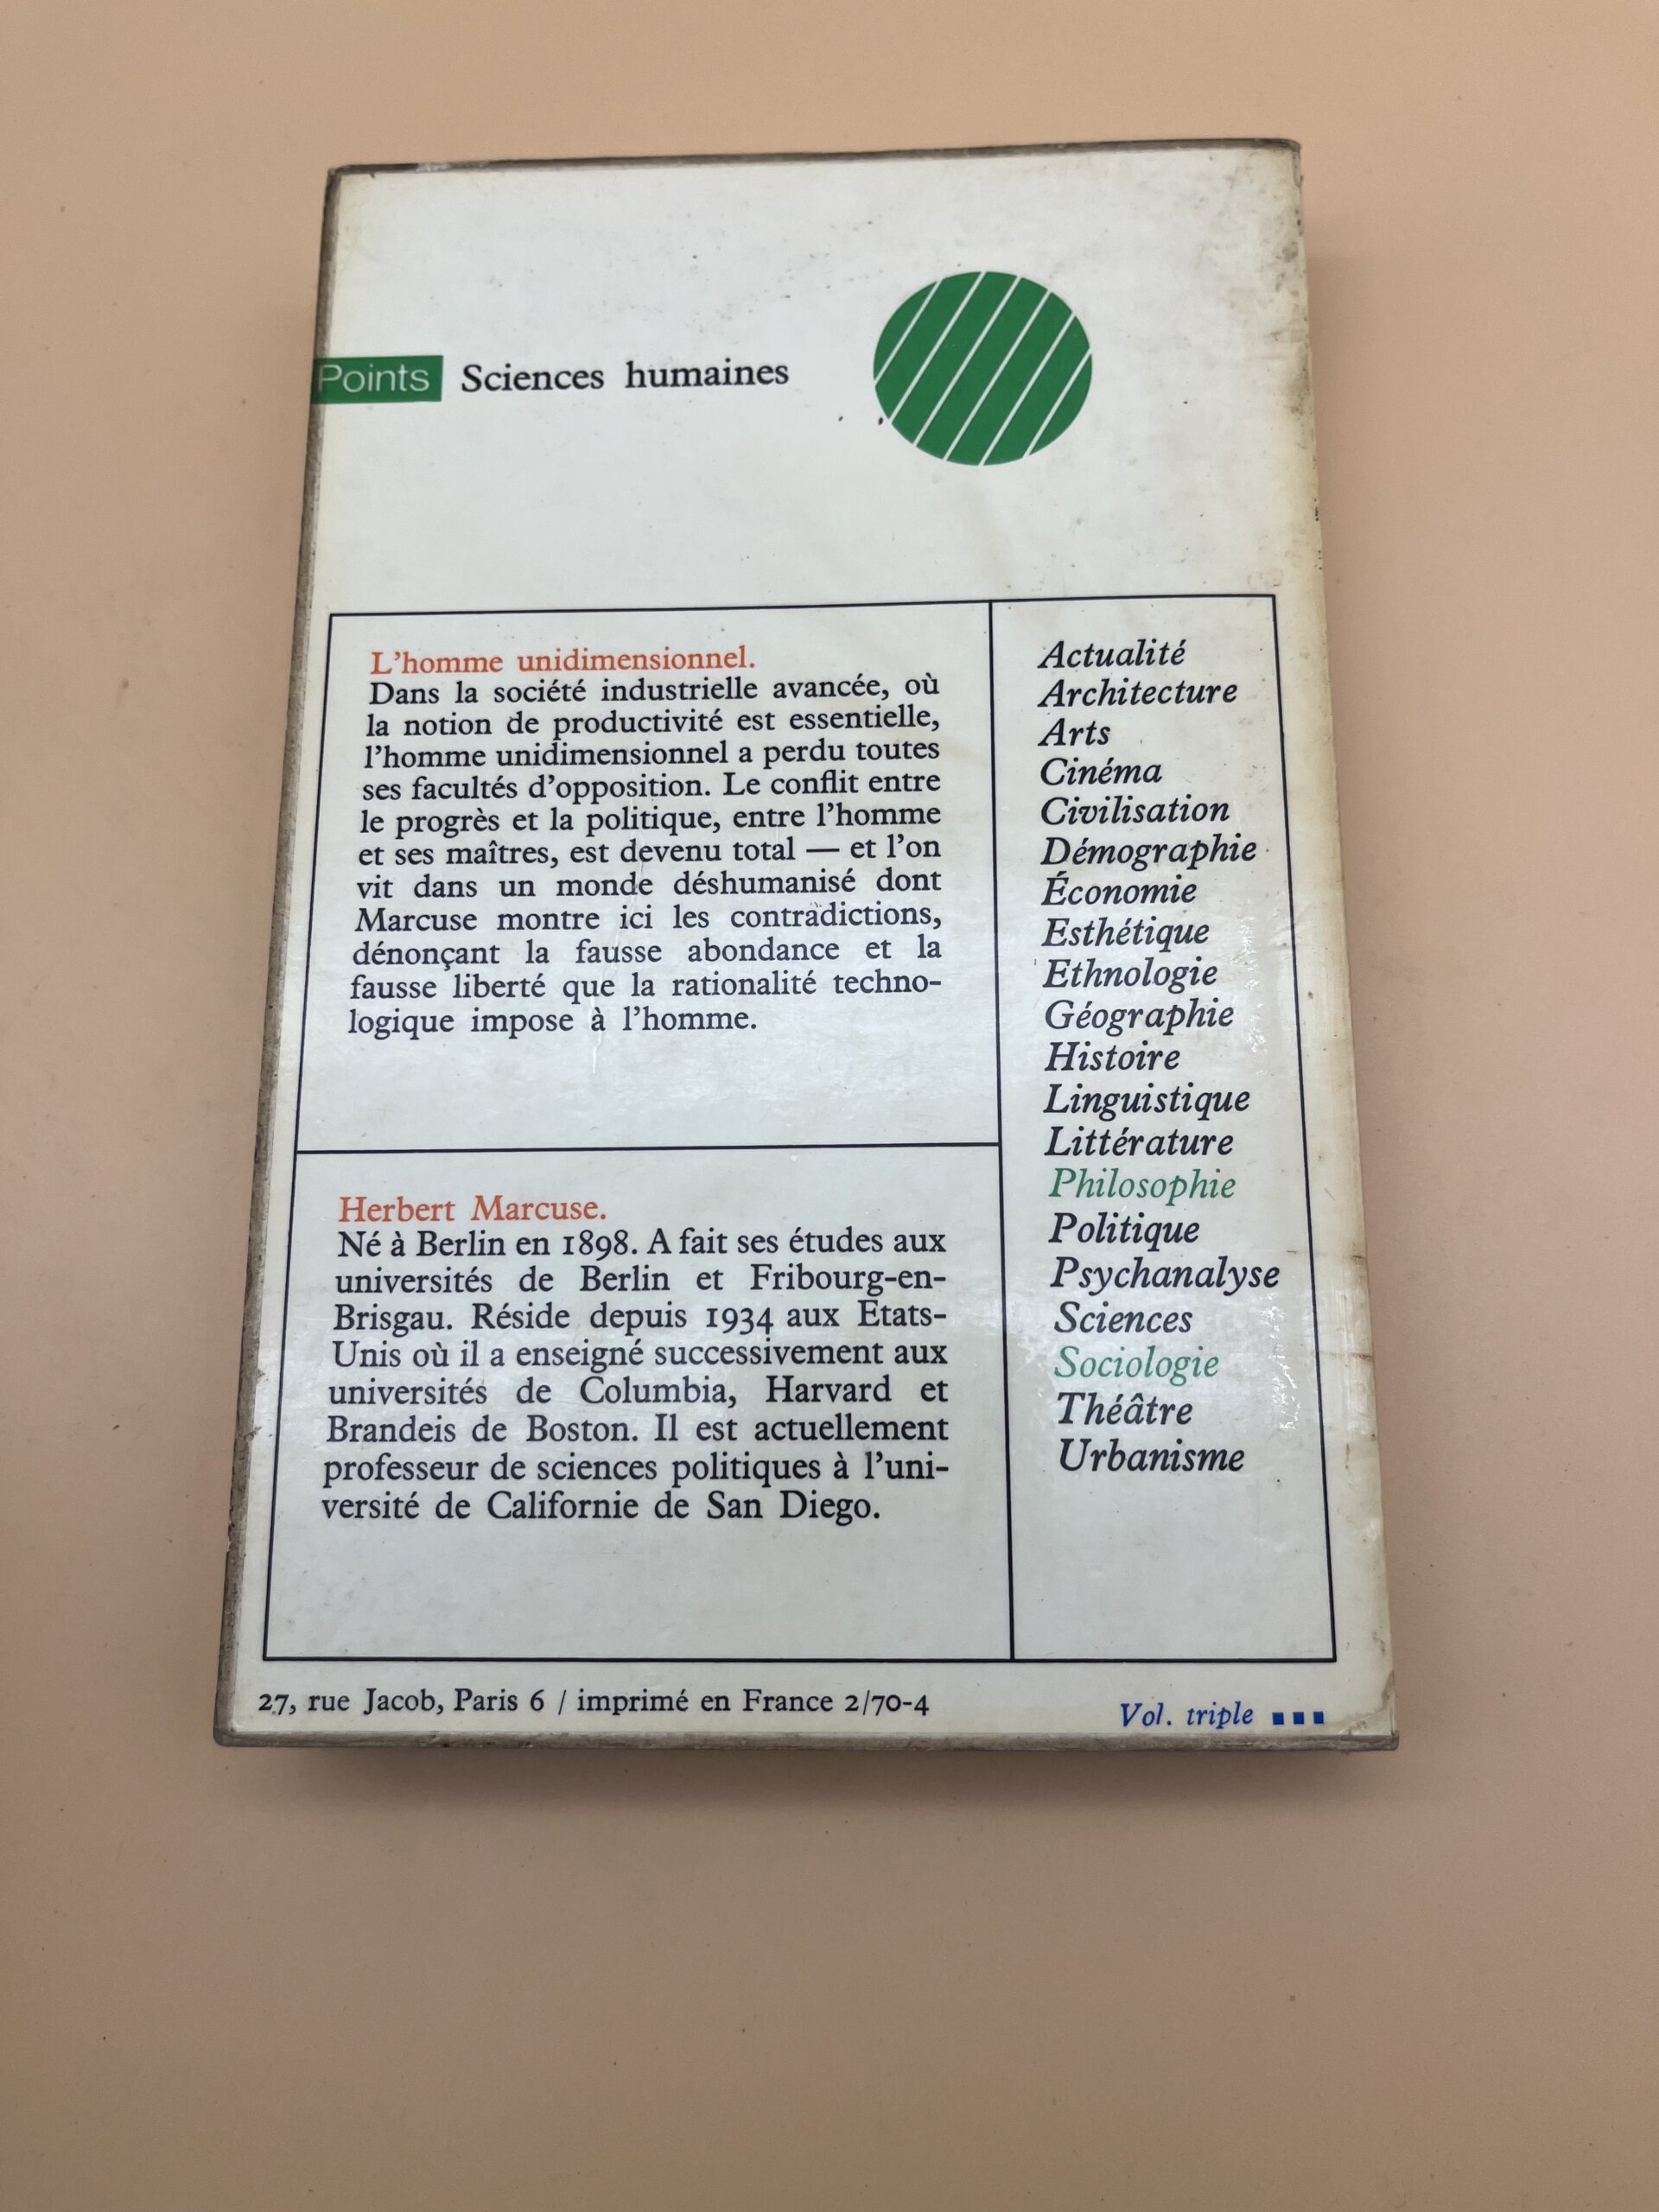 Points Sciences humaines
L'homme unidimensionnel.
Dans la société industrielle avancée, où
la notion de productivité est essentielle,
l'homme unidimensionnel a perdu toutes
ses facultés d'opposition. Le conflit entre
le progrès et la politique, entre l'homme
et ses maîtres, est devenu total — et l'on
vit dans un monde déshumanisé dont
Marcuse montre ici les contradictions,
dénonçant la fausse abondance et la
fausse liberté que la rationalité techno-
logique impose à l'homme.
Herbert Marcuse.
Né à Berlin en 1898. A fait ses études aux
universités de Berlin et Fribourg-en-
Brisgau. Réside depuis 1934 aux Etats-
Unis où il a enseigné successivement aux
universités de Columbia, Harvard et
Brandeis de Boston. Il est actuellement
professeur de sciences politiques à l'uni-
versité de Californie de San Diego.
Actualité
Architecture
Arts
Cinéma
Civilisation
Démographie
Économie
Esthétique
Ethnologie
Géographie
Histoire
Linguistique
Littérature
Philosophie
Politique
Psychanalyse
Sciences
Sociologie
Théâtre
Urbanisme
27, rue Jacob, Paris 6 / imprimé en France 2/70-4
Vol. triple ■■■